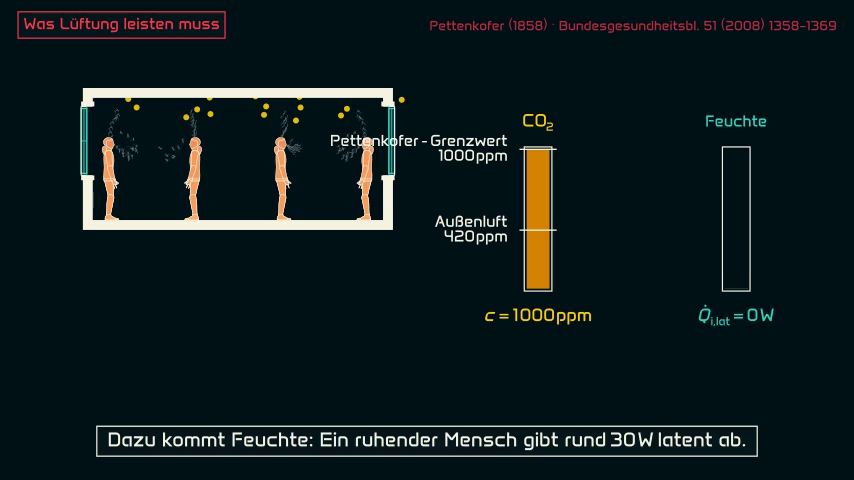 Was Lüftung leisten muss
Pettenkofer (1858) · Bundesgesundheitsbl. 51 (2008) 1358-1369
CO₂
Feuchte
Pettenkofer-Grenzwert
1000ppm
Außenluft
420ppm
c = 1000ppm
Q̇i,lat = 0W
Dazu kommt Feuchte: Ein ruhender Mensch gibt rund 30W latent ab.